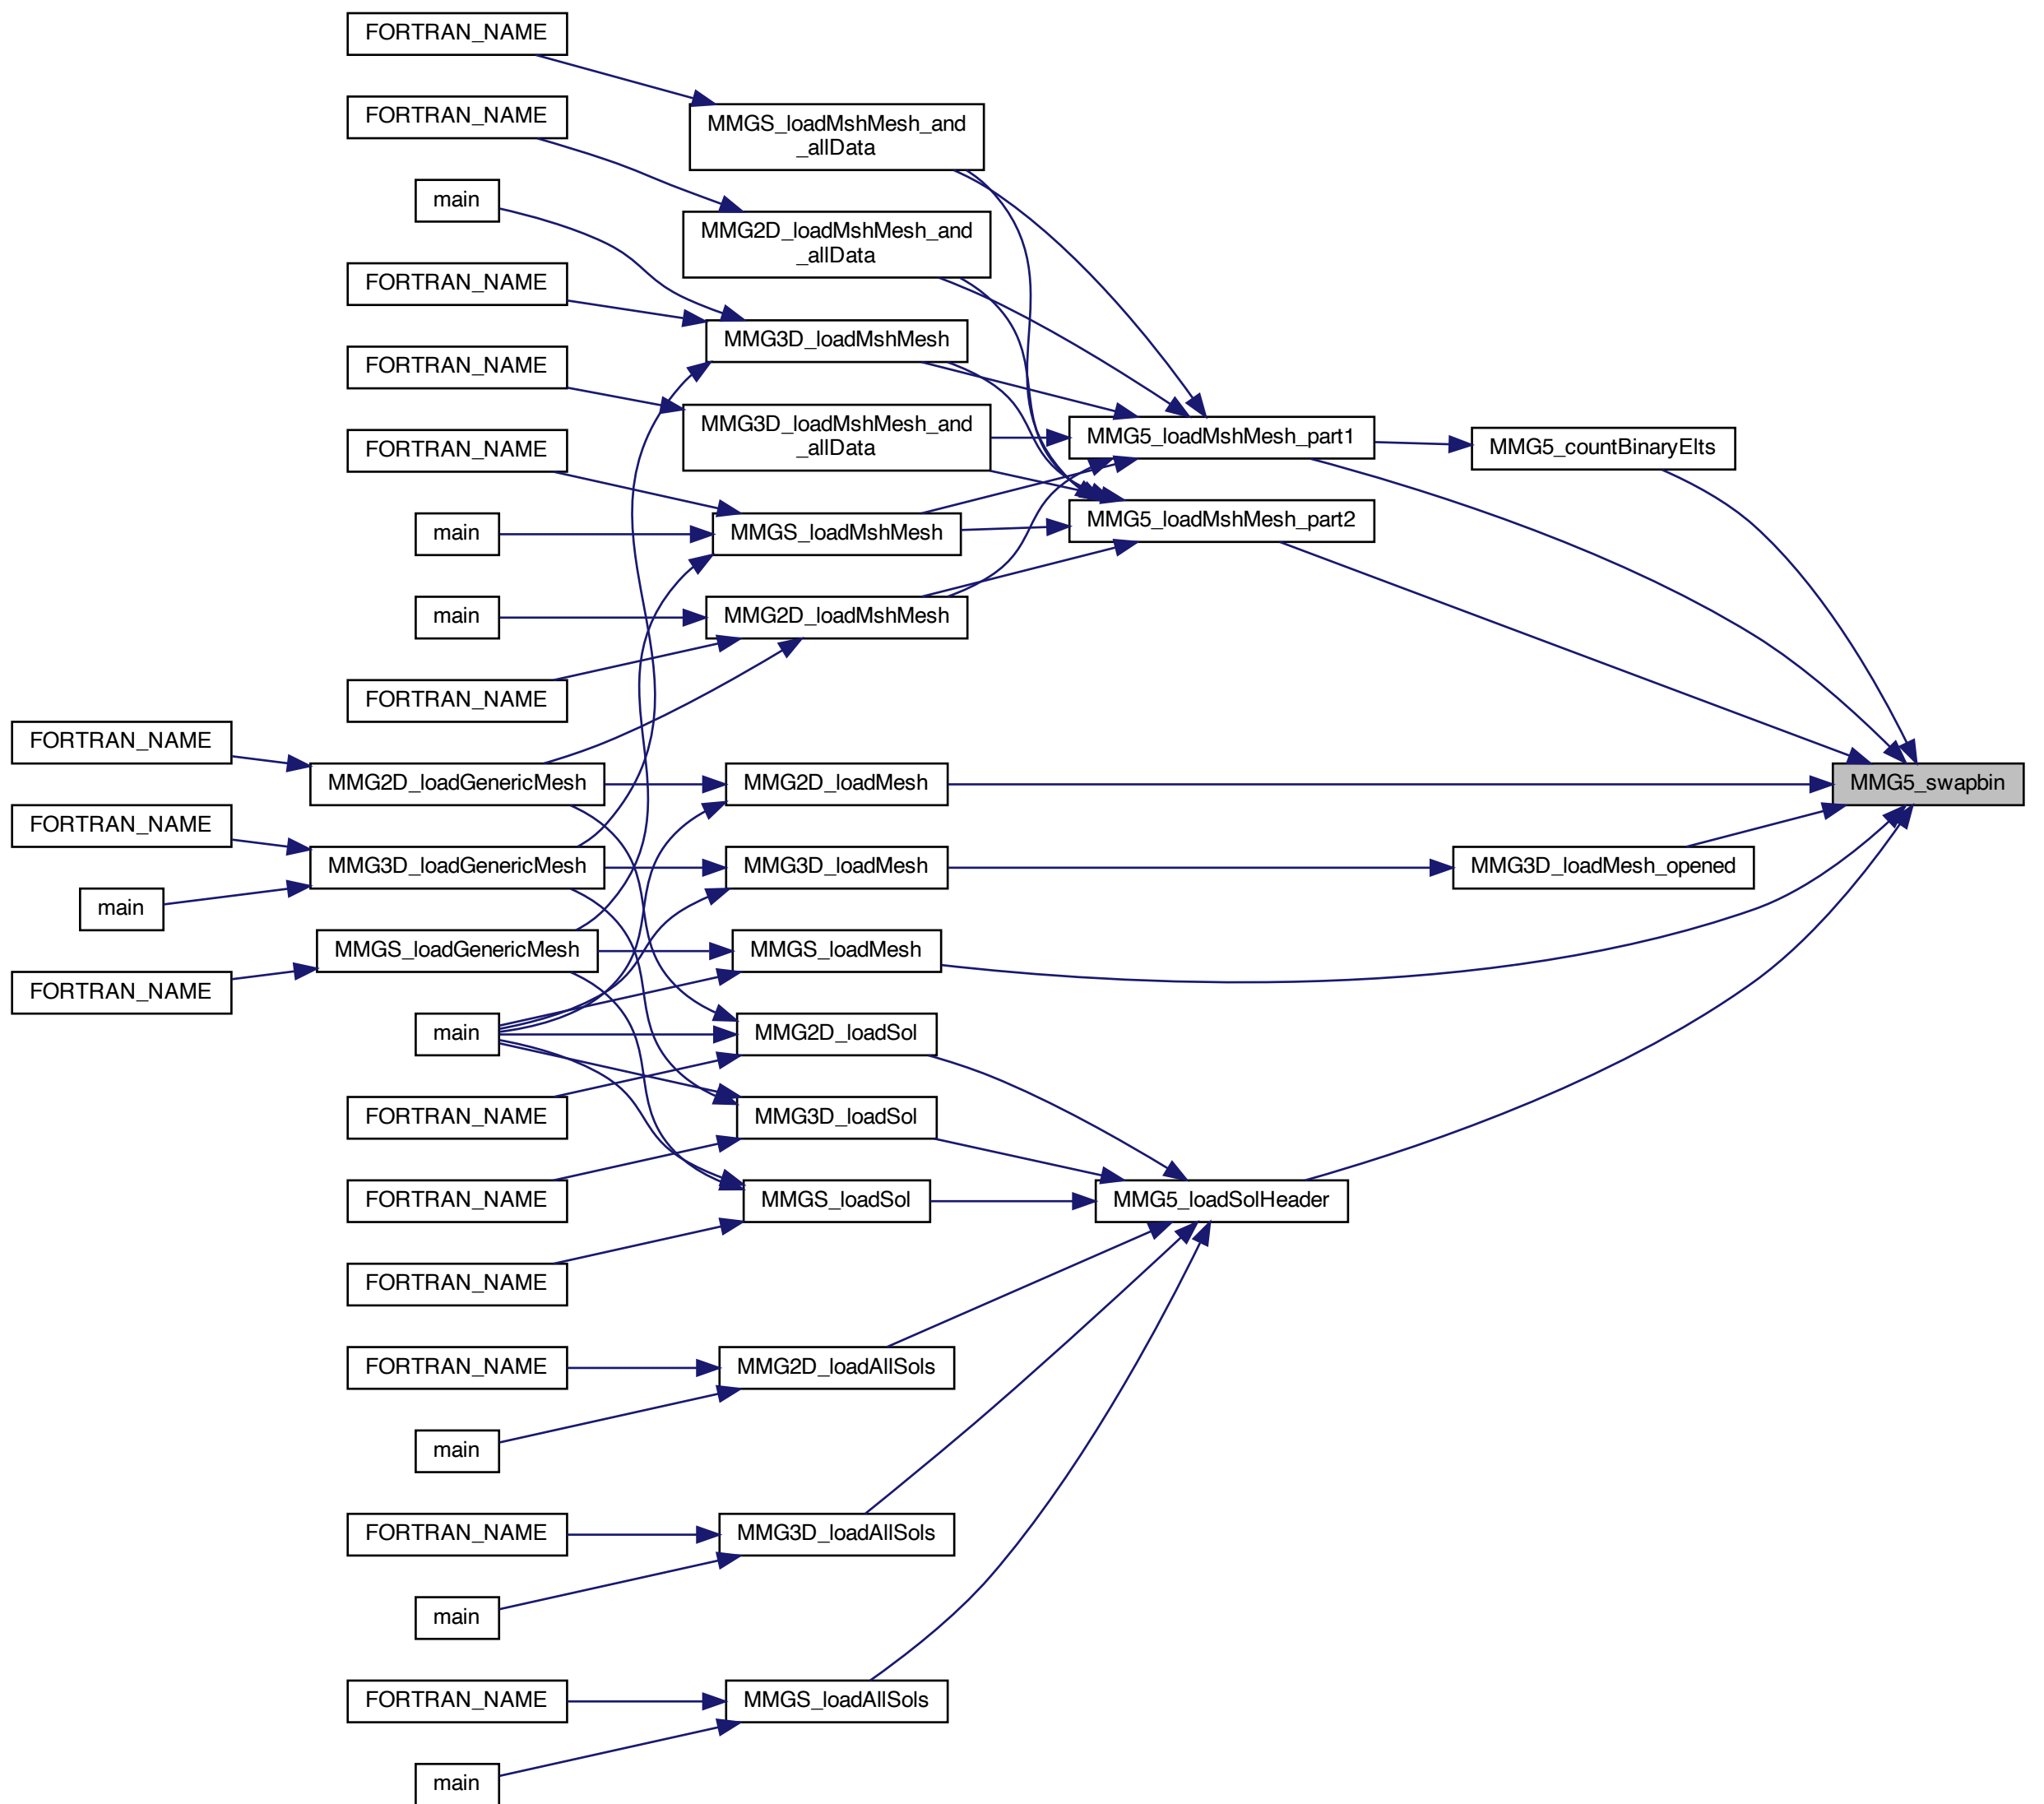 FORTRAN_NAME
MMGS_loadMshMesh_and
_allData
FORTRAN_NAME
main
MMG2D_loadMshMesh_and
_allData
FORTRAN_NAME
MMG3D_loadMshMesh
FORTRAN_NAME
MMG3D_loadMshMesh_and
_allData
MMG5_loadMshMesh_part1
FORTRAN_NAME
MMG5_countBinaryElts
main
MMGS_loadMshMesh
MMG5_loadMshMesh_part2
main
MMG2D_loadMshMesh
FORTRAN_NAME
FORTRAN_NAME
MMG2D_loadGenericMesh
MMG2D_loadMesh
MMG5_swapbin
FORTRAN_NAME
MMG3D_loadGenericMesh
MMG3D_loadMesh
MMG3D_loadMesh_opened
main
MMGS_loadGenericMesh
MMGS_loadMesh
FORTRAN_NAME
main
MMG2D_loadSol
FORTRAN_NAME
MMG3D_loadSol
FORTRAN_NAME
MMGS_loadSol
MMG5_loadSolHeader
FORTRAN_NAME
FORTRAN_NAME
MMG2D_loadAllSols
main
FORTRAN_NAME
MMG3D_loadAllSols
main
FORTRAN_NAME
MMGS_loadAllSols
main